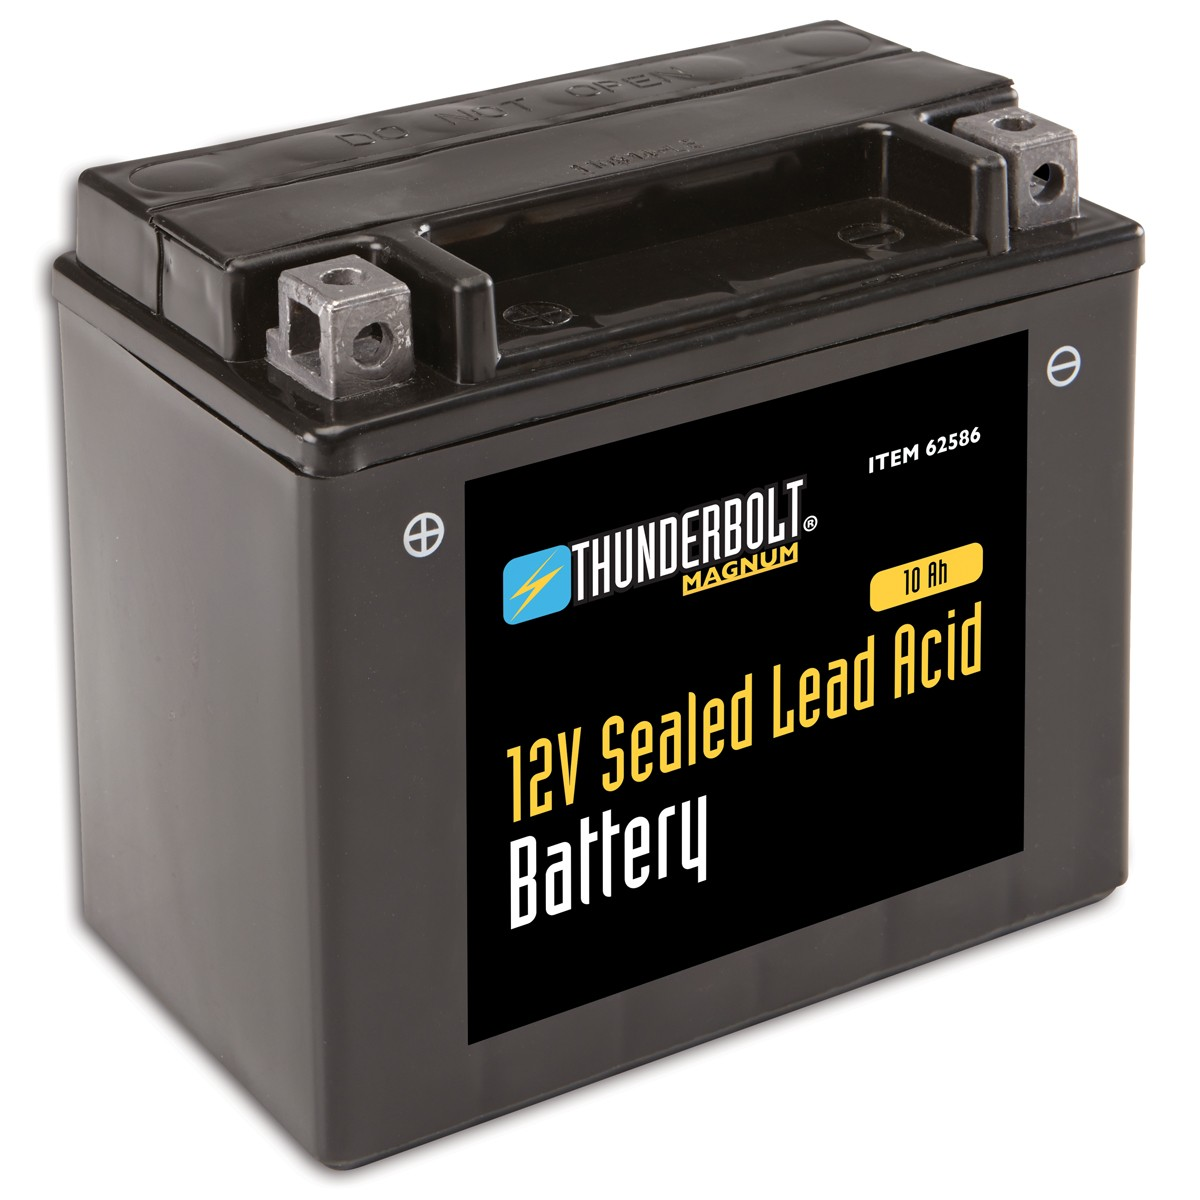 DO NOT OPEN
ITEM 62586
THUNDERBOLT®
MAGNUM
10 Ah
12V Sealed Lead Acid
Battery